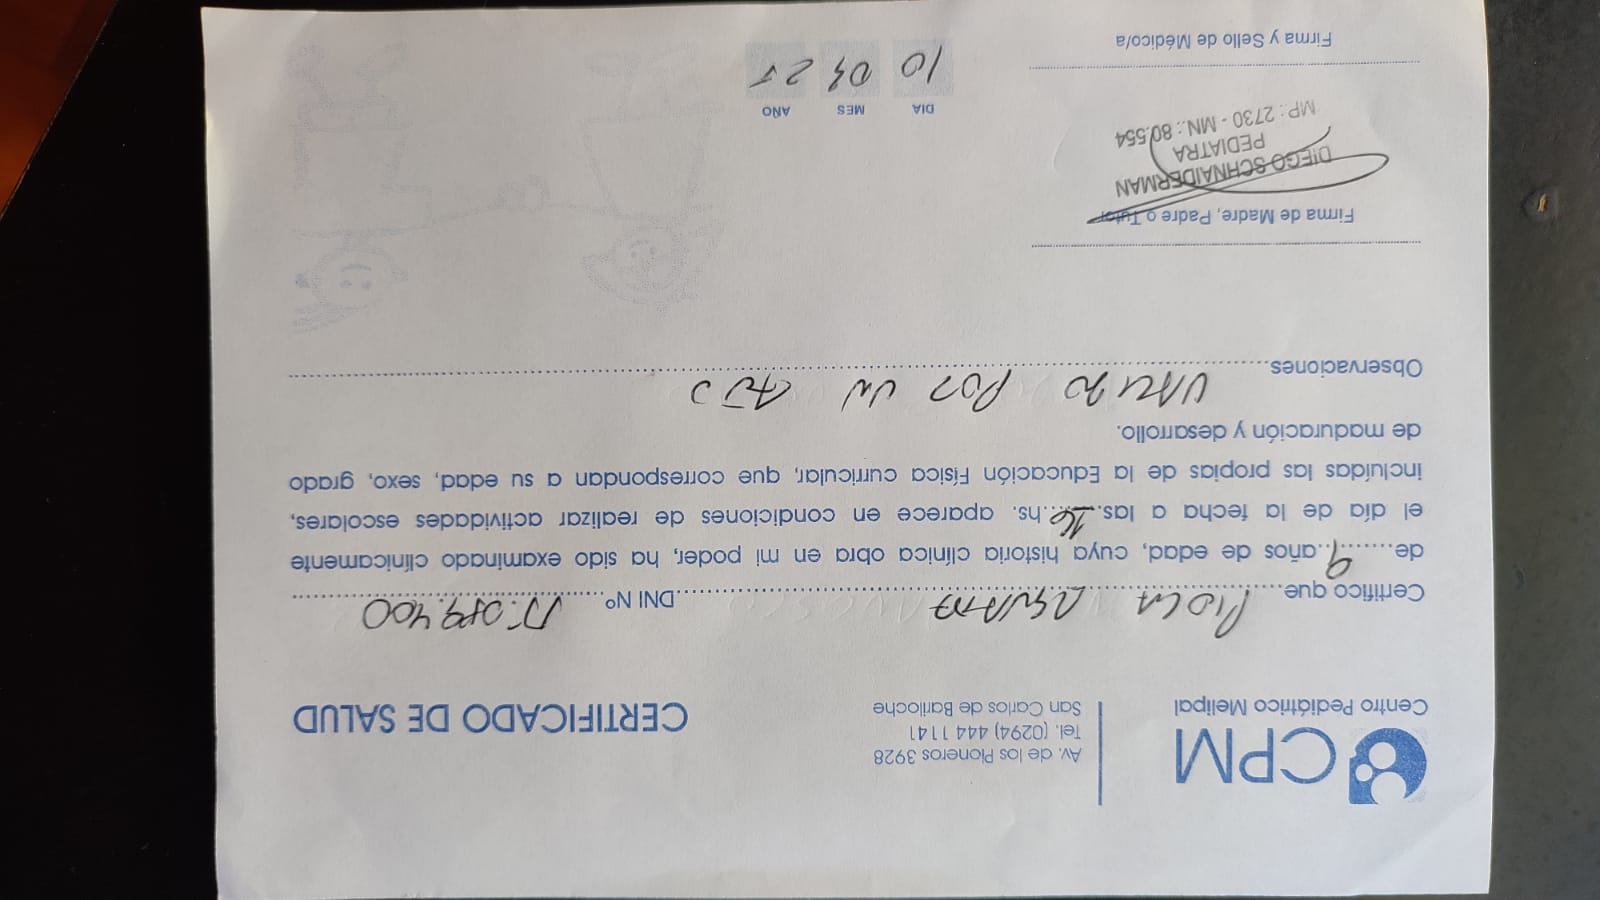 CPM
Centro Pediátrico Melipal
Av. de los Pioneros 3928
Tel. (0294) 444 1141
San Carlos de Bariloche
CERTIFICADO DE SALUD
Certifico que RENATA DNI Nº 55.089.400
de 9 años de edad, cuya historia clínica obra en mi poder, ha sido examinado clínicamente
el día de la fecha a las 16 hs. aparece en condiciones de realizar actividades escolares,
incluídas las propias de la Educación Física curricular, que correspondan a su edad, sexo, grado
de maduración y desarrollo.
Observaciones VALIDO POR UN AÑO
Firma de Madre, Padre o Tutor
DIEGO SCHNAIDERMAN
PEDIATRA
MP.: 2730 - MN.: 80.554
Firma y Sello de Médico/a
DIA MES AÑO
10 25